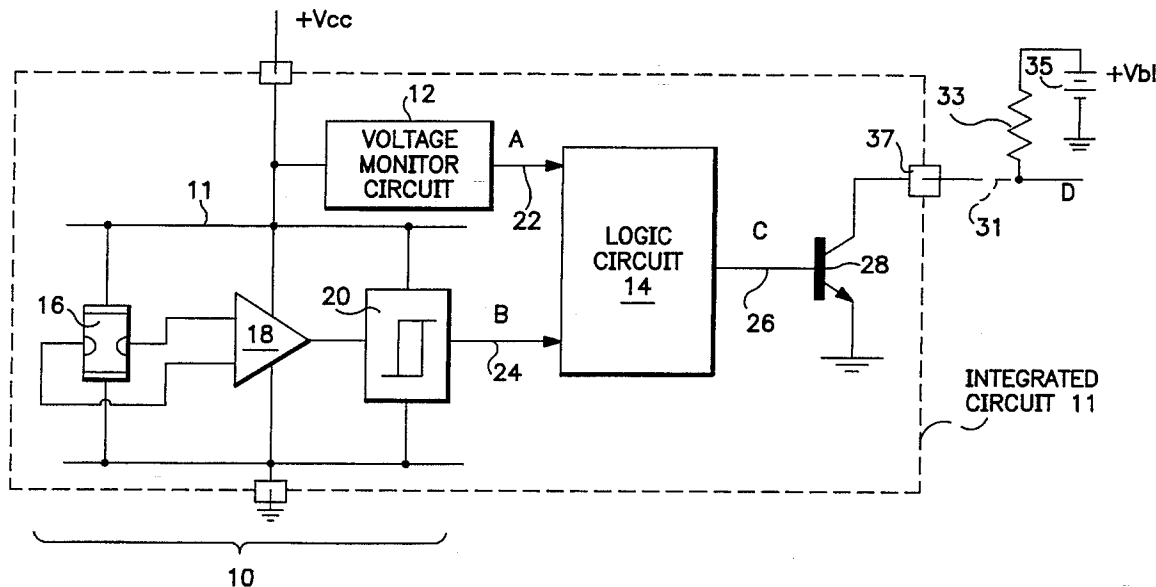 +Vcc
35
+Vbl
33
12
VOLTAGE
MONITOR
CIRCUIT
A
22
37
31
D
11
LOGIC
CIRCUIT
14
C
26
28
16
18
20
B
24
INTEGRATED
CIRCUIT 11
10